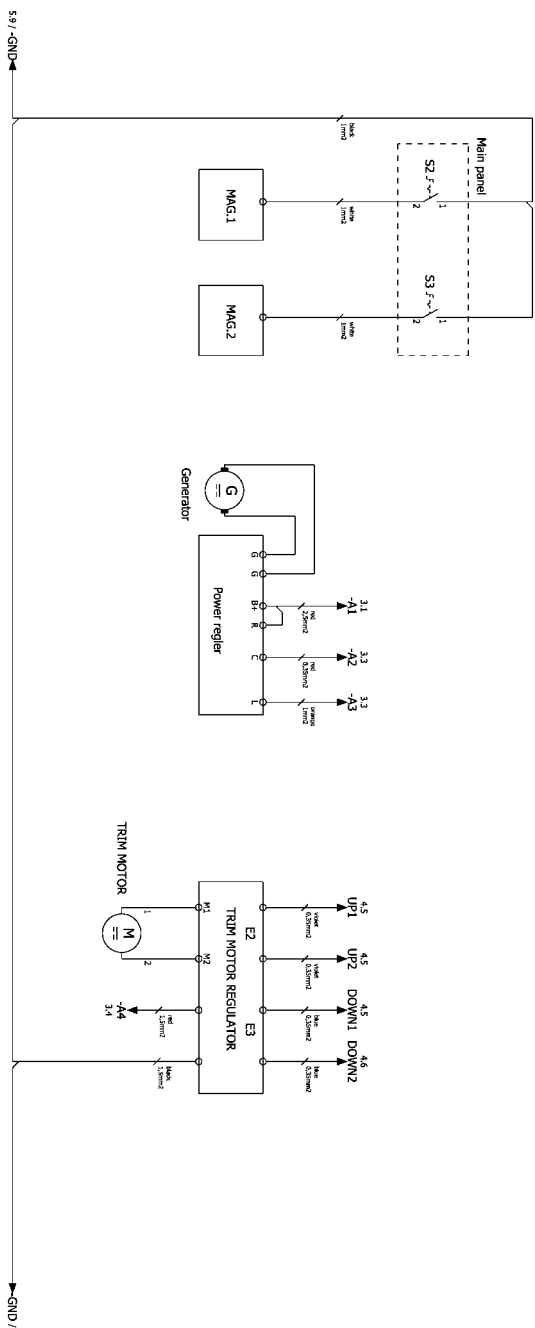 5.9 / -GND
black
1mm2
Main panel
S2
1
2
S3
1
2
white
1mm2
white
1mm2
MAG.1
MAG.2
G
Generator
Power regler
G
G
B+
R
C
L
3.1
-A1
red
2,5mm2
3.3
-A2
red
0,35mm2
3.3
-A3
orange
1mm2
4.5
UP1
violet
0,35mm2
4.5
UP2
violet
0,35mm2
4.5
DOWN1
blue
0,35mm2
4.6
DOWN2
blue
0,35mm2
E2
E3
TRIM MOTOR REGULATOR
M1
M2
TRIM MOTOR
1
M
2
red
1,5mm2
-A4
3.4
black
1,5mm2
-GND /